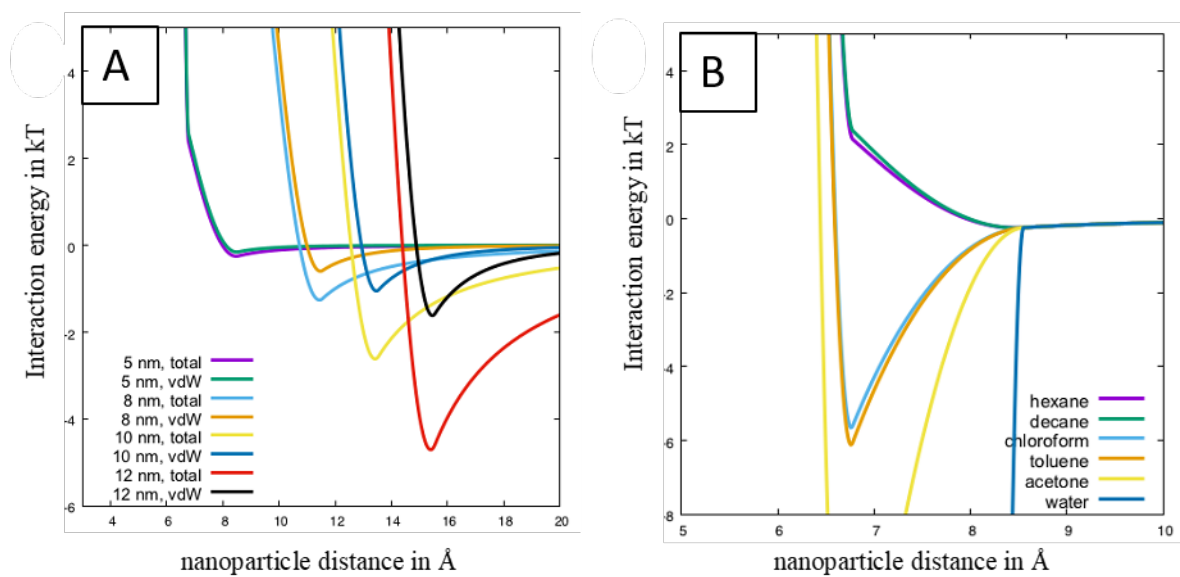 A
Interaction energy in kT
4
2
0
-2
-4
-6
5 nm, total
5 nm, vdW
8 nm, total
8 nm, vdW
10 nm, total
10 nm, vdW
12 nm, total
12 nm, vdW
4 6 8 10 12 14 16 18 20
nanoparticle distance in Å
B
Interaction energy in kT
4
2
0
-2
-4
-6
-8
hexane
decane
chloroform
toluene
acetone
water
5 6 7 8 9 10
nanoparticle distance in Å